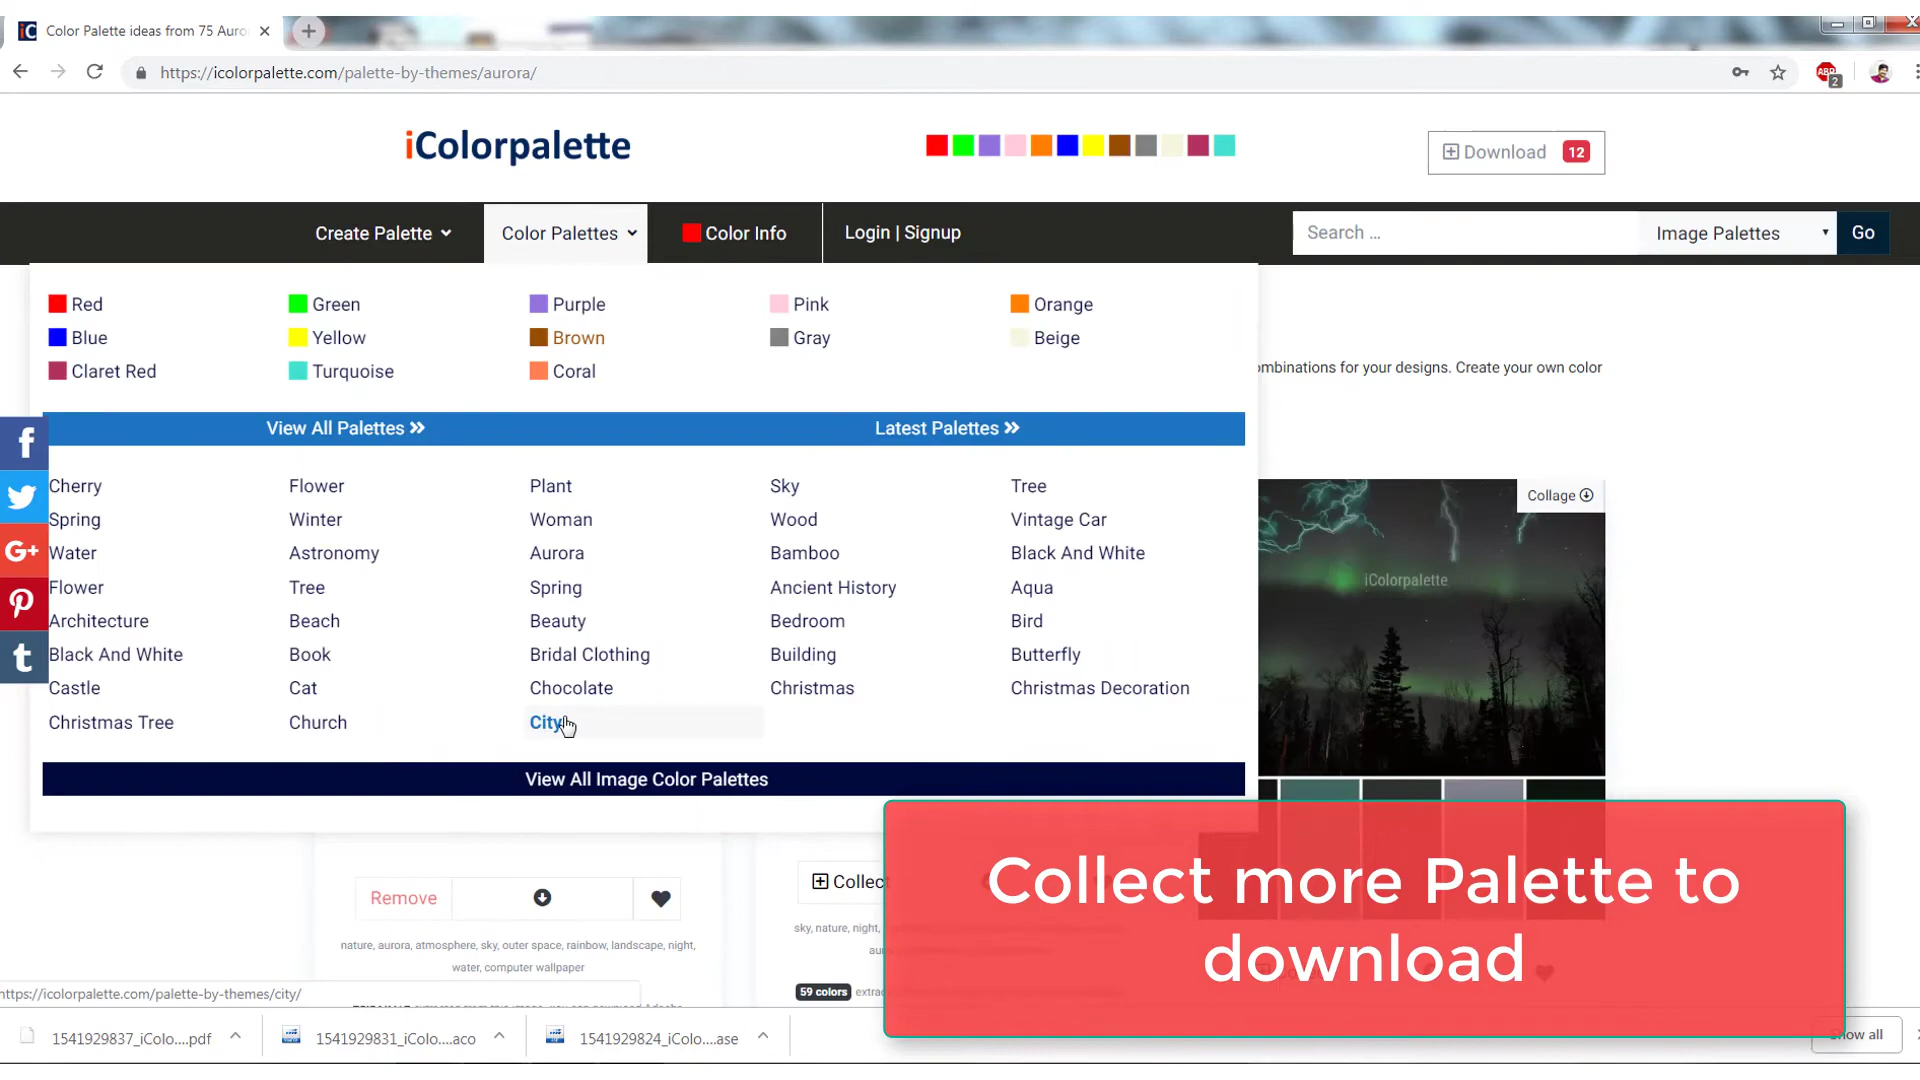 iC Color Palette ideas from 75 Auro
https://icolorpalette.com/palette-by-themes/aurora/
ABP
2
iColorpalette
Download 12
Create Palette
Color Palettes
Color Info
Login | Signup
Search ...
Image Palettes
Go
Red
Green
Purple
Pink
Orange
Blue
Yellow
Brown
Gray
Beige
Claret Red
Turquoise
Coral
ombinations for your designs. Create your own color
View All Palettes
Latest Palettes
Cherry
Flower
Plant
Sky
Tree
Spring
Winter
Woman
Wood
Vintage Car
Water
Astronomy
Aurora
Bamboo
Black And White
Flower
Tree
Spring
Ancient History
Aqua
Architecture
Beach
Beauty
Bedroom
Bird
Black And White
Book
Bridal Clothing
Building
Butterfly
Castle
Cat
Chocolate
Christmas
Christmas Decoration
Christmas Tree
Church
City
View All Image Color Palettes
f
G+
t
Collage
iColorpalette
Remove
nature, aurora, atmosphere, sky, outer space, rainbow, landscape, night,
water, computer wallpaper
Collect
sky, nature, night,
59 colors
Collect more Palette to
download
https://icolorpalette.com/palette-by-themes/city/
1541929837_iColo....pdf
1541929831_iColo....aco
1541929824_iColo....ase
Show all